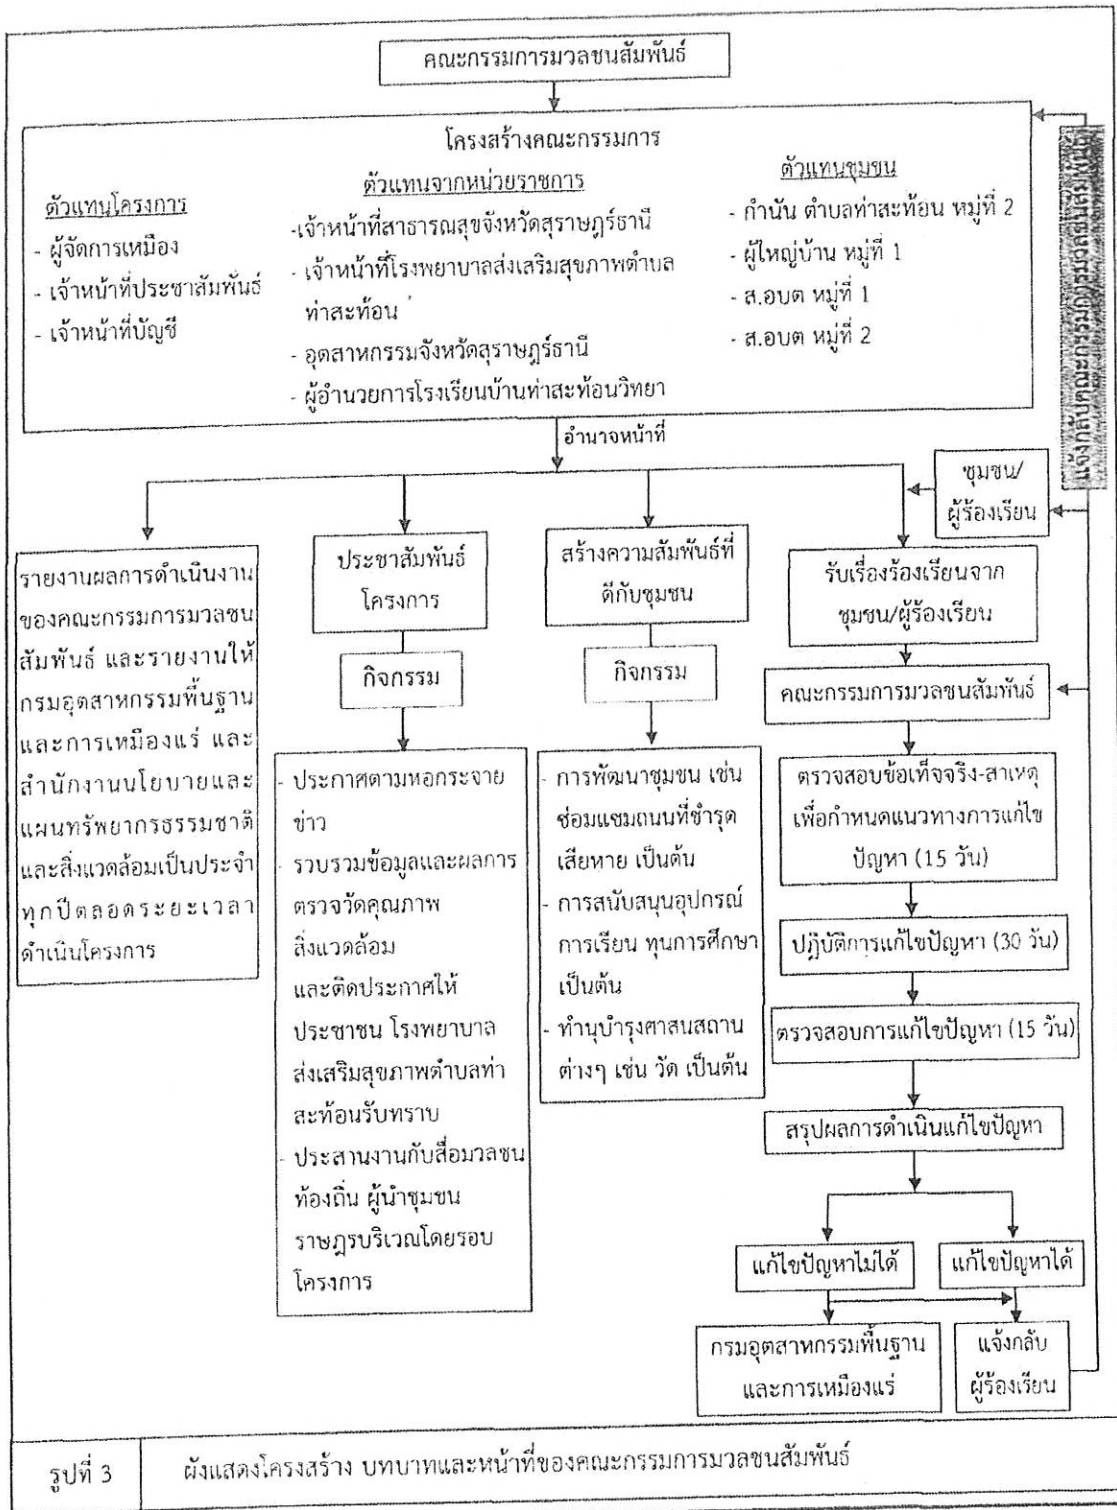 คณะกรรมการมวลชนสัมพันธ์
โครงสร้างคณะกรรมการ
ตัวแทนโครงการ
- ผู้จัดการเหมือง
- เจ้าหน้าที่ประชาสัมพันธ์
- เจ้าหน้าที่บัญชี
ตัวแทนจากหน่วยราชการ
-เจ้าหน้าที่สาธารณสุขจังหวัดสุราษฎร์ธานี
- เจ้าหน้าที่โรงพยาบาลส่งเสริมสุขภาพตำบล
ท่าสะท้อน
- อุตสาหกรรมจังหวัดสุราษฎร์ธานี
- ผู้อำนวยการโรงเรียนบ้านท่าสะท้อนวิทยา
ตัวแทนชุมชน
- กำนัน ตำบลท่าสะท้อน หมู่ที่ 2
- ผู้ใหญ่บ้าน หมู่ที่ 1
- ส.อบต หมู่ที่ 1
- ส.อบต หมู่ที่ 2
แจ้งกลับคณะกรรมการมวลชนสัมพันธ์
อำนาจหน้าที่
ชุมชน/
ผู้ร้องเรียน
รายงานผลการดำเนินงาน
ของคณะกรรมการมวลชน
สัมพันธ์ และรายงานให้
กรมอุตสาหกรรมพื้นฐาน
และการเหมืองแร่ และ
สำนักงานนโยบายและ
แผนทรัพยากรธรรมชาติ
และสิ่งแวดล้อมเป็นประจำ
ทุกปีตลอดระยะเวลา
ดำเนินโครงการ
ประชาสัมพันธ์
โครงการ
กิจกรรม
- ประกาศตามหอกระจาย
ข่าว
- รวบรวมข้อมูลและผลการ
ตรวจวัดคุณภาพ
สิ่งแวดล้อม
และติดประกาศให้
ประชาชน โรงพยาบาล
ส่งเสริมสุขภาพตำบลท่า
สะท้อนรับทราบ
- ประสานงานกับสื่อมวลชน
ท้องถิ่น ผู้นำชุมชน
ราษฎรบริเวณโดยรอบ
โครงการ
สร้างความสัมพันธ์ที่
ดีกับชุมชน
กิจกรรม
- การพัฒนาชุมชน เช่น
ซ่อมแซมถนนที่ชำรุด
เสียหาย เป็นต้น
- การสนับสนุนอุปกรณ์
การเรียน ทุนการศึกษา
เป็นต้น
- ทำนุบำรุงศาสนสถาน
ต่างๆ เช่น วัด เป็นต้น
รับเรื่องร้องเรียนจาก
ชุมชน/ผู้ร้องเรียน
คณะกรรมการมวลชนสัมพันธ์
ตรวจสอบข้อเท็จจริง-สาเหตุ
เพื่อกำหนดแนวทางการแก้ไข
ปัญหา (15 วัน)
ปฏิบัติการแก้ไขปัญหา (30 วัน)
ตรวจสอบการแก้ไขปัญหา (15 วัน)
สรุปผลการดำเนินแก้ไขปัญหา
แก้ไขปัญหาไม่ได้
แก้ไขปัญหาได้
กรมอุตสาหกรรมพื้นฐาน
และการเหมืองแร่
แจ้งกลับ
ผู้ร้องเรียน
รูปที่ 3
ผังแสดงโครงสร้าง บทบาทและหน้าที่ของคณะกรรมการมวลชนสัมพันธ์